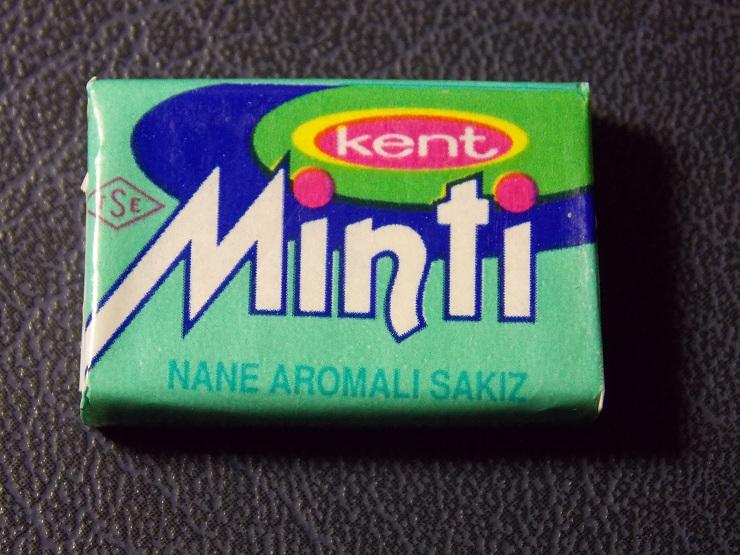 kent
TSE
Minti
NANE AROMALI SAKIZ